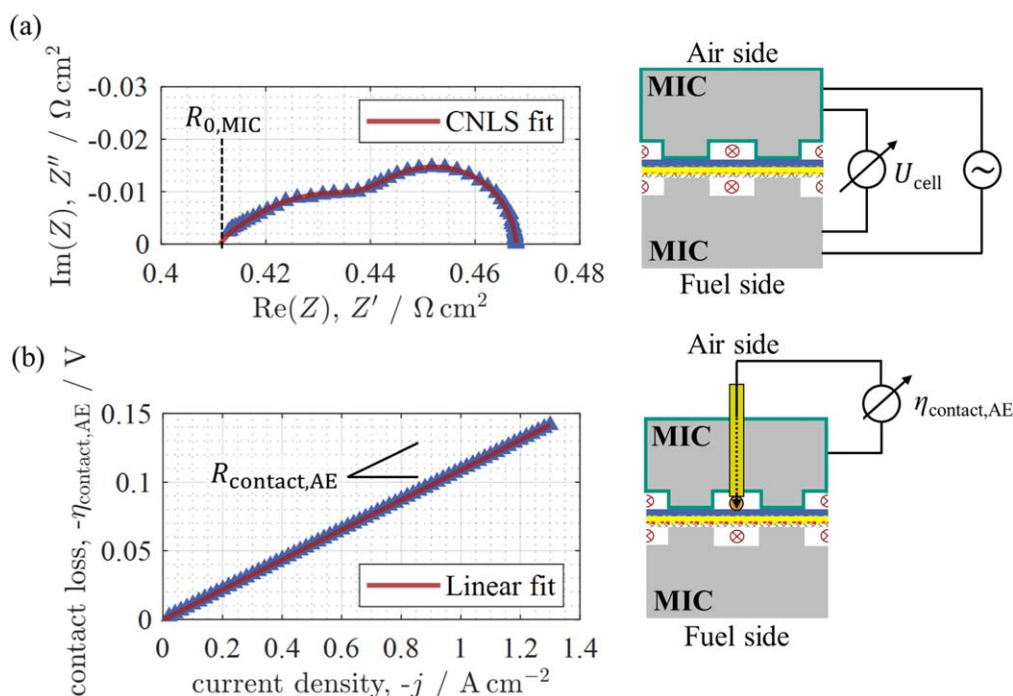 (a)
Im(Z), Z'' / Ω cm²
-0.03
-0.02
-0.01
0
R₀,MIC
CNLS fit
0.4 0.42 0.44 0.46 0.48
Re(Z), Z' / Ω cm²
Air side
MIC
U_cell
~
MIC
Fuel side
(b)
contact loss, -η_contact,AE / V
0.15
0.1
0.05
0
R_contact,AE
Linear fit
0 0.2 0.4 0.6 0.8 1 1.2 1.4
current density, -j / A cm⁻²
Air side
MIC
η_contact,AE
MIC
Fuel side